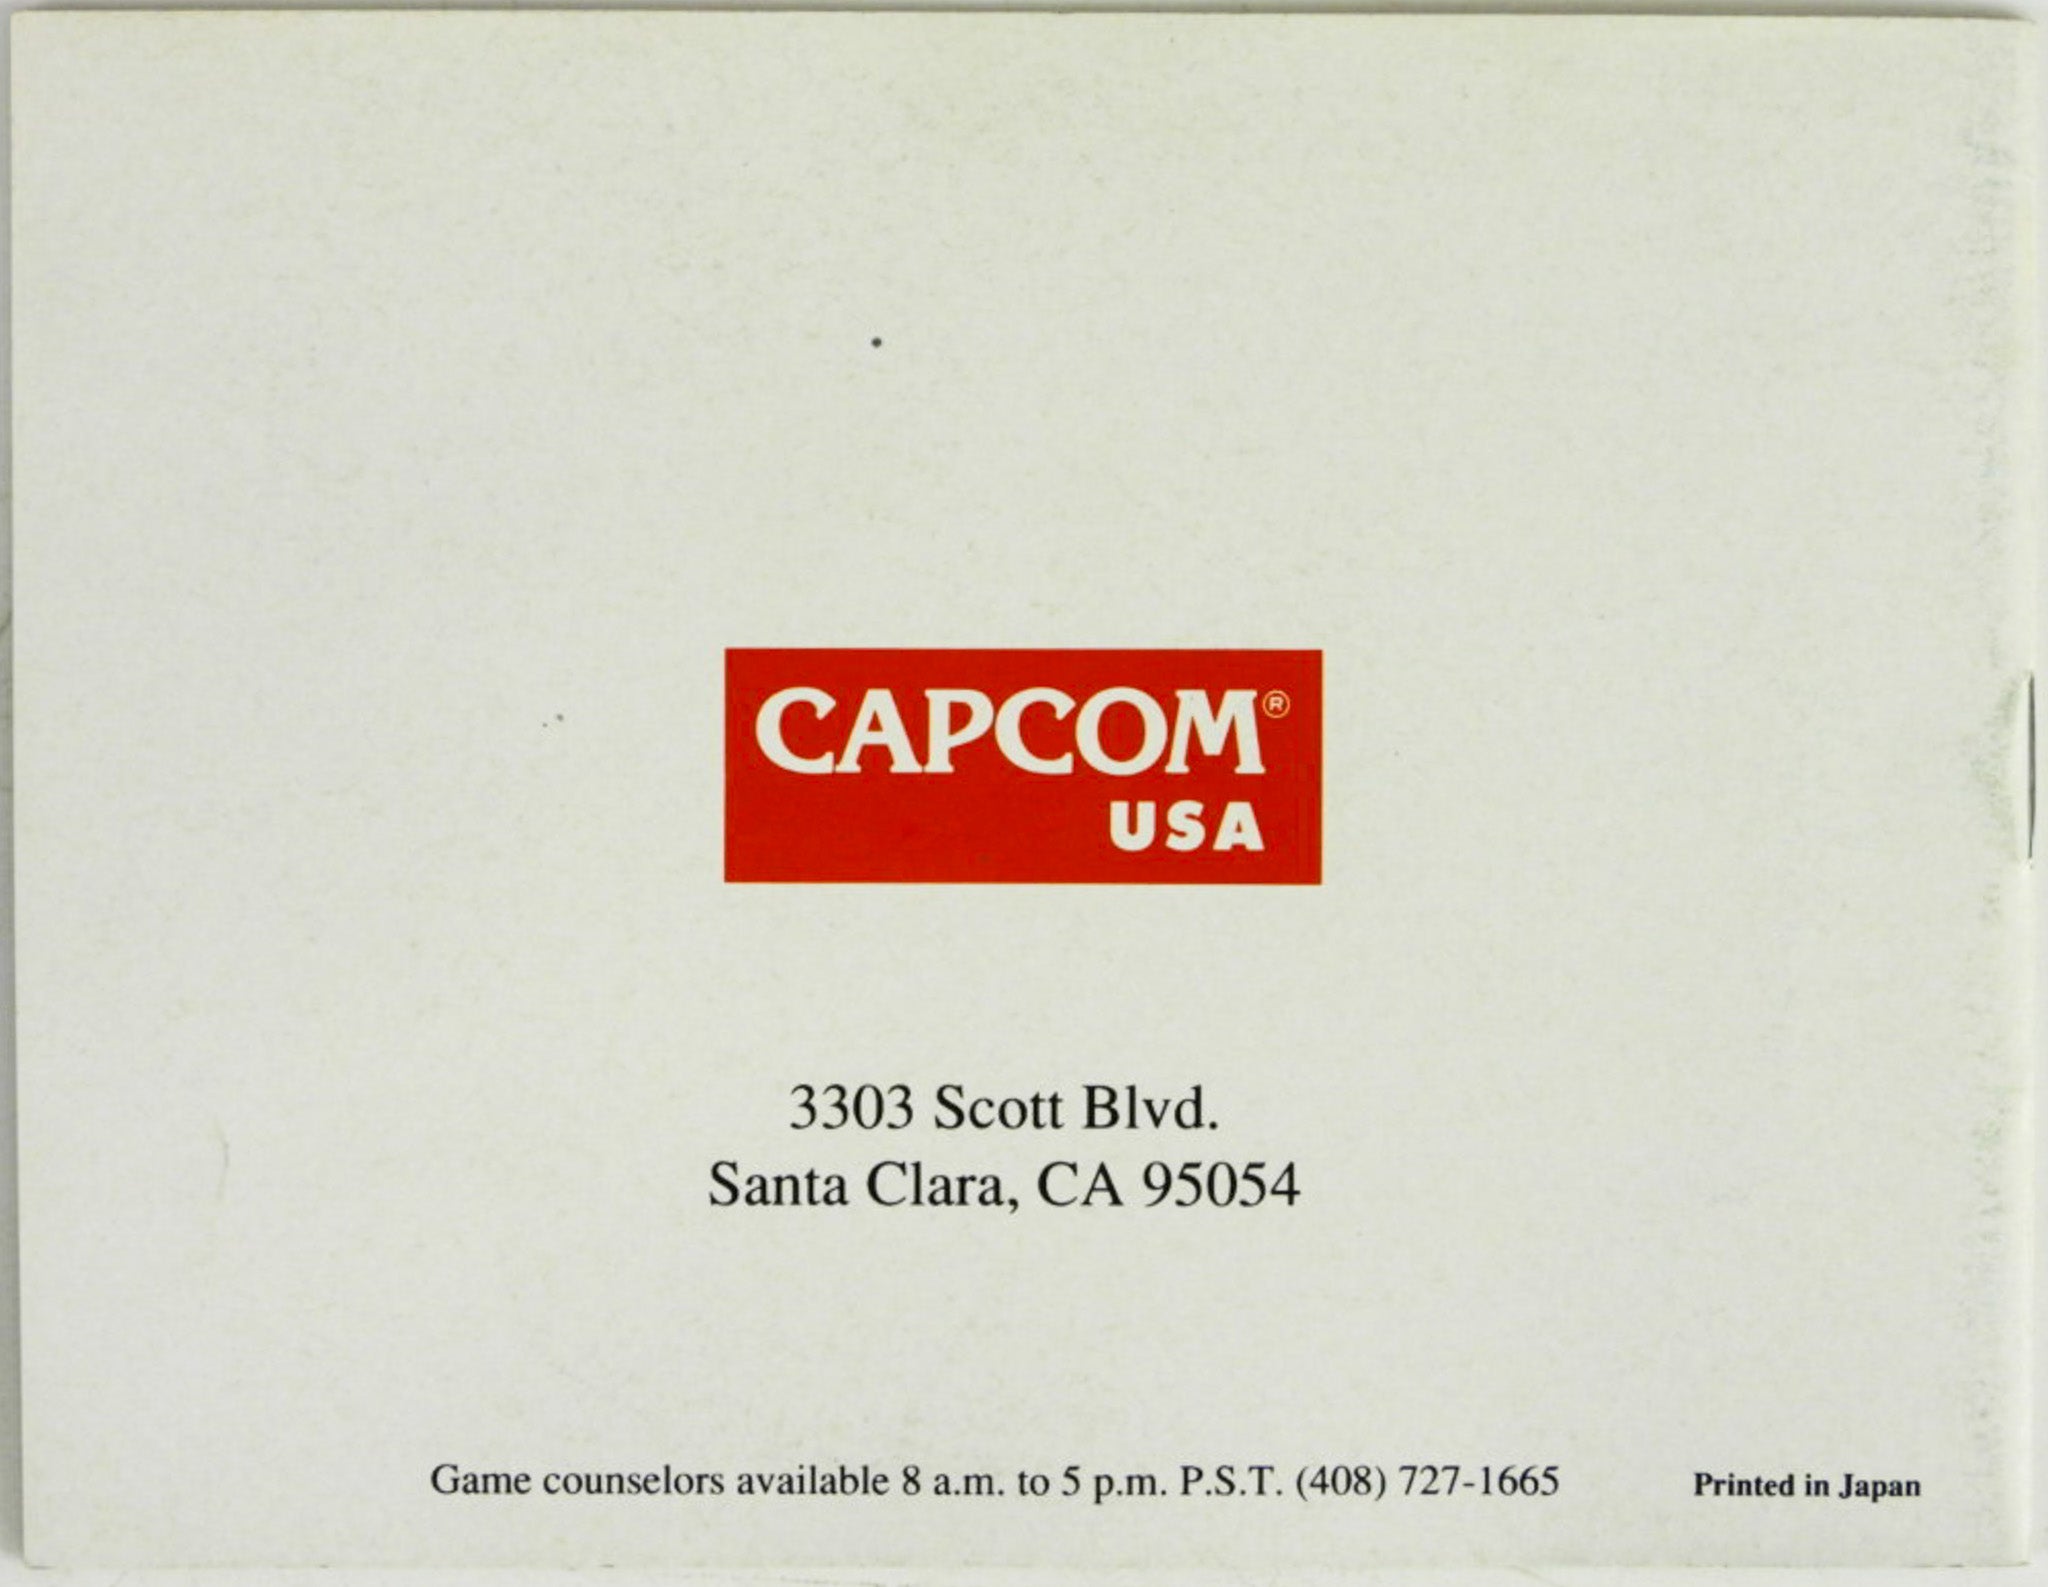 CAPCOM®
USA
3303 Scott Blvd.
Santa Clara, CA 95054
Game counselors available 8 a.m. to 5 p.m. P.S.T. (408) 727-1665
Printed in Japan